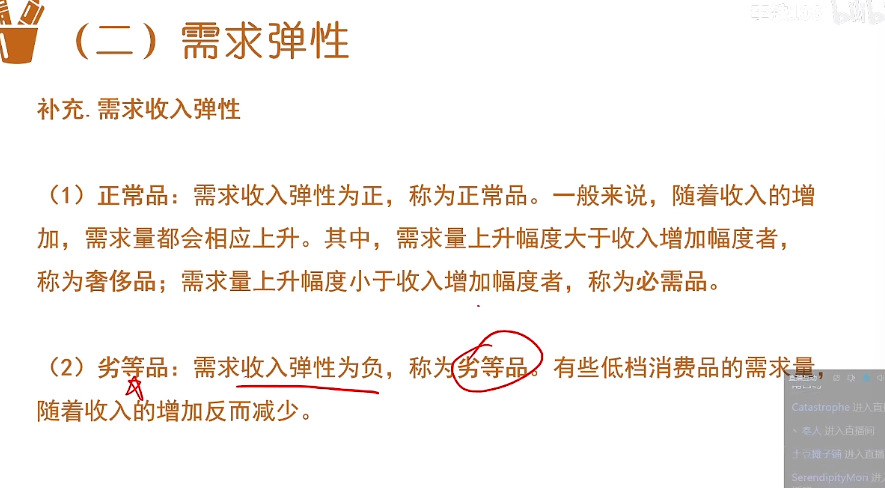 （二）需求弹性
补充.需求收入弹性
（1）正常品：需求收入弹性为正，称为正常品。一般来说，随着收入的增
加，需求量都会相应上升。其中，需求量上升幅度大于收入增加幅度者，
称为奢侈品；需求量上升幅度小于收入增加幅度者，称为必需品。
（2）劣等品：需求收入弹性为负，称为劣等品。有些低档消费品的需求量，
随着收入的增加反而减少。
Catastrophe 进入直
进入直播间
进入直播
SerendipityMon 进